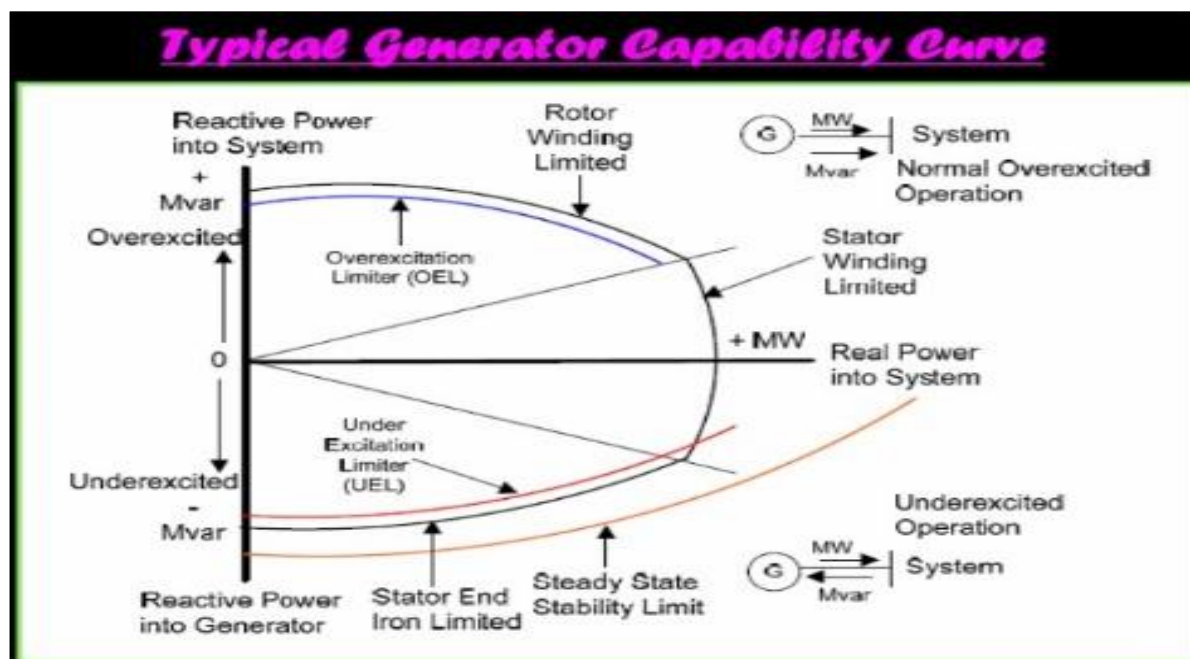 Typical Generator Capability Curve
Reactive Power
into System
+
Mvar
Overexcited
0
Underexcited
-
Mvar
Reactive Power
into Generator
Rotor
Winding
Limited
Overexcitation
Limiter (OEL)
G
MW
Mvar
System
Normal Overexcited
Operation
Stator
Winding
Limited
+ MW
Real Power
into System
Under
Excitation
Limiter
(UEL)
Stator End
Iron Limited
Steady State
Stability Limit
Underexcited
Operation
G
MW
Mvar
System